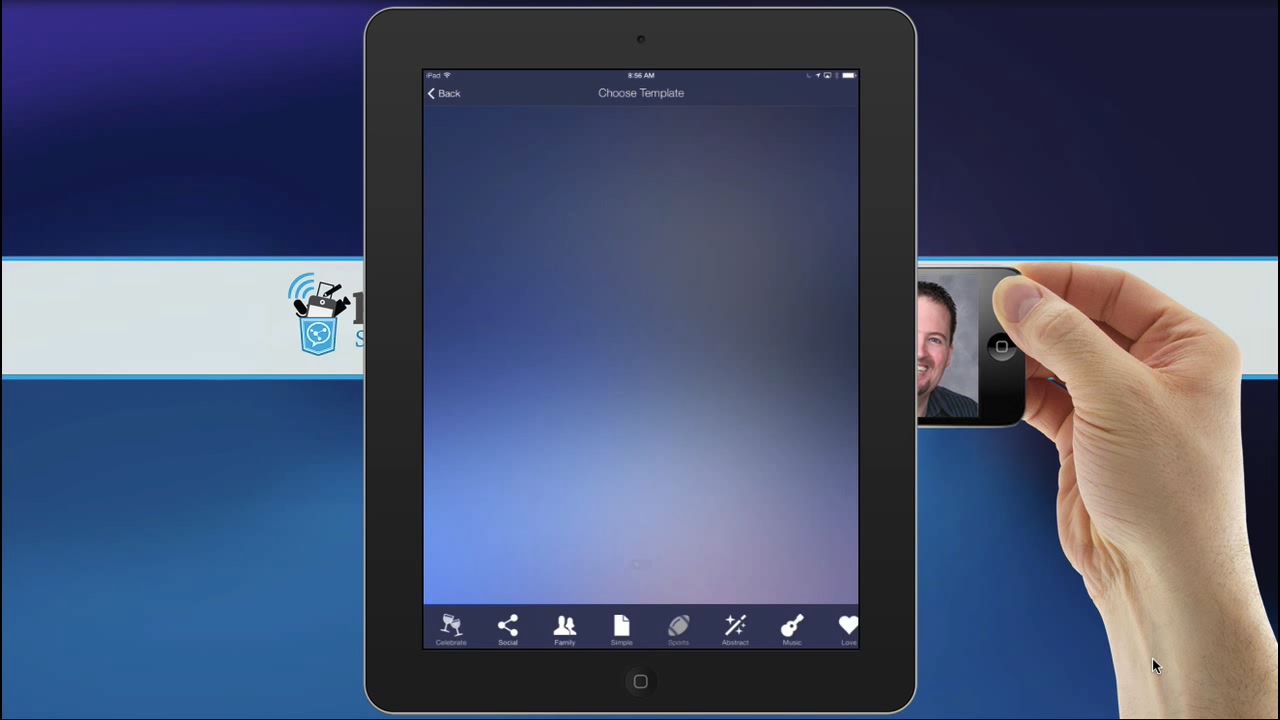 iPad
8:56 AM
Back
Choose Template
Celebrate
Social
Family
Simple
Sports
Abstract
Music
Love